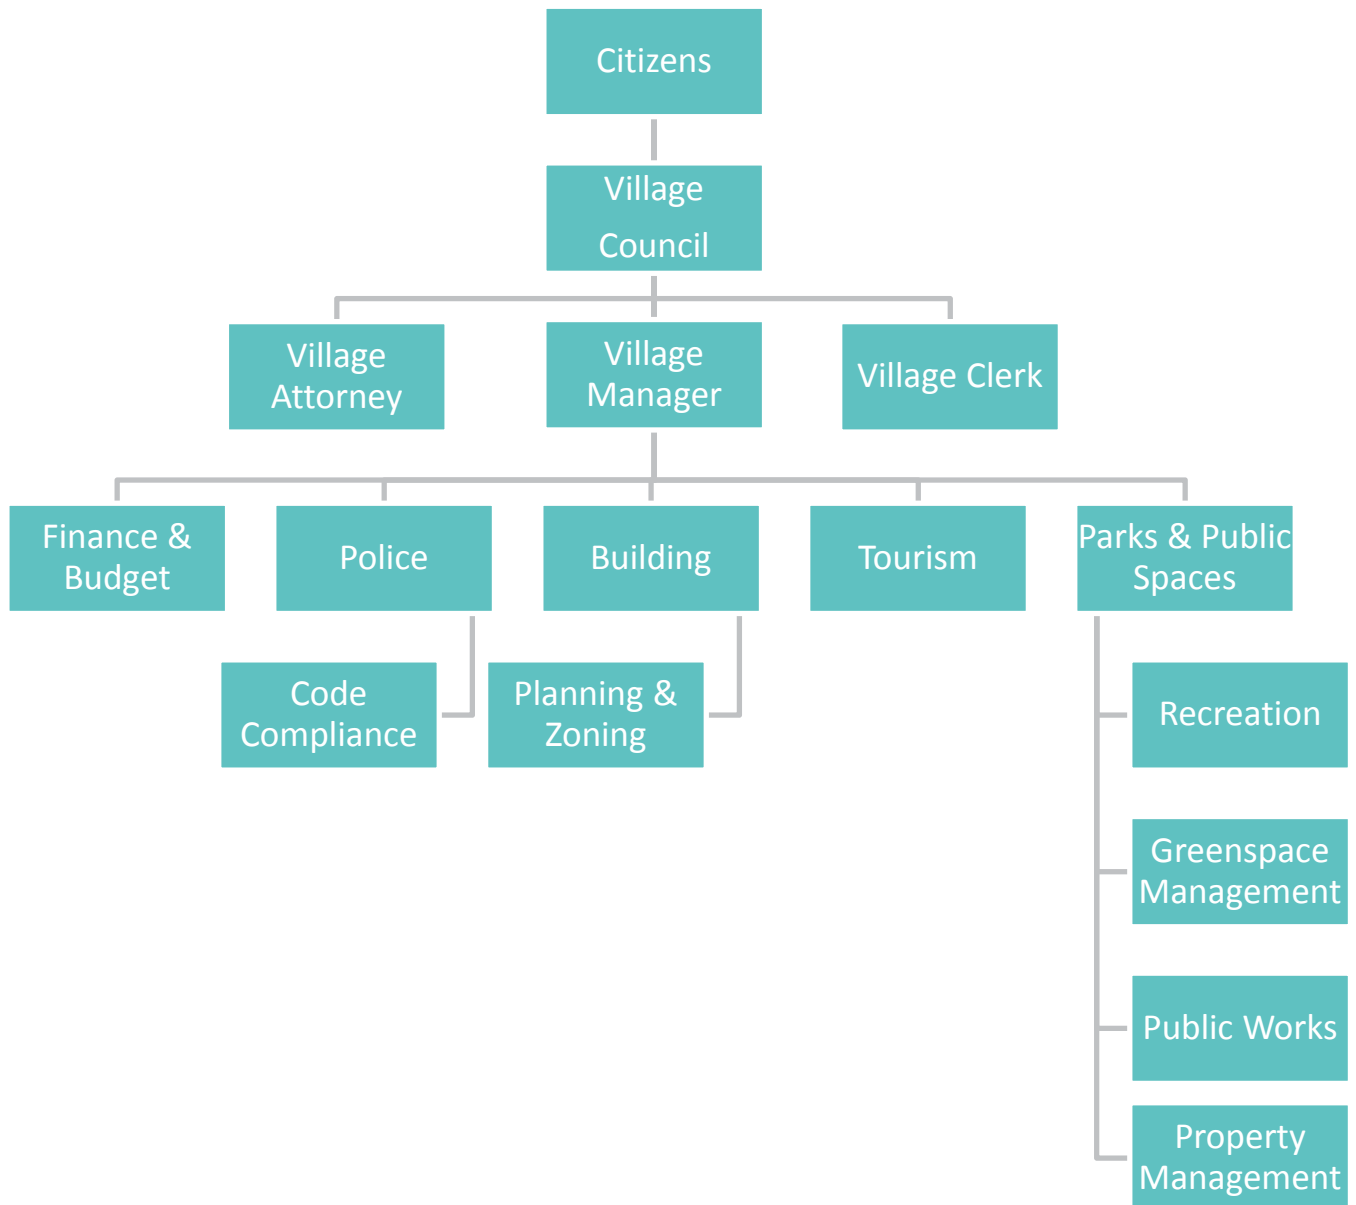 Citizens
Village
Council
Village
Attorney
Village
Manager
Village Clerk
Finance &
Budget
Police
Building
Tourism
Parks & Public
Spaces
Code
Compliance
Planning &
Zoning
Recreation
Greenspace
Management
Public Works
Property
Management